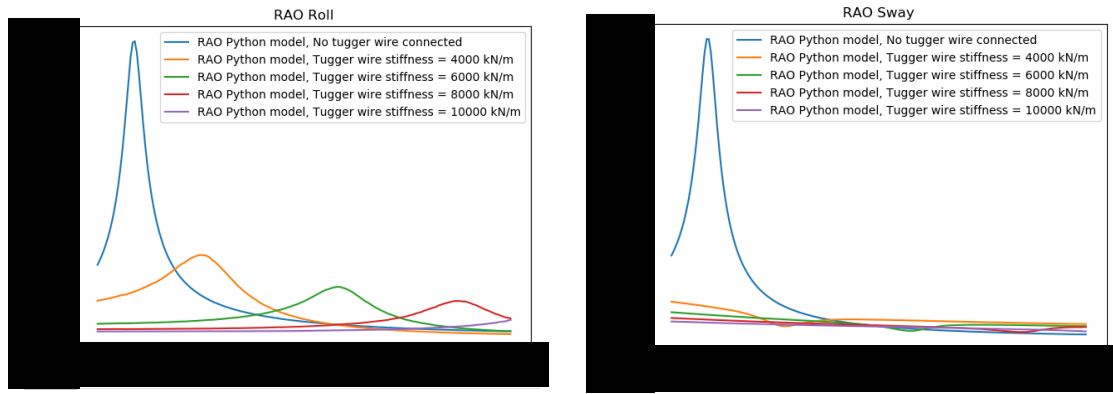 RAO Roll
RAO Python model, No tugger wire connected
RAO Python model, Tugger wire stiffness = 4000 kN/m
RAO Python model, Tugger wire stiffness = 6000 kN/m
RAO Python model, Tugger wire stiffness = 8000 kN/m
RAO Python model, Tugger wire stiffness = 10000 kN/m
RAO Sway
RAO Python model, No tugger wire connected
RAO Python model, Tugger wire stiffness = 4000 kN/m
RAO Python model, Tugger wire stiffness = 6000 kN/m
RAO Python model, Tugger wire stiffness = 8000 kN/m
RAO Python model, Tugger wire stiffness = 10000 kN/m